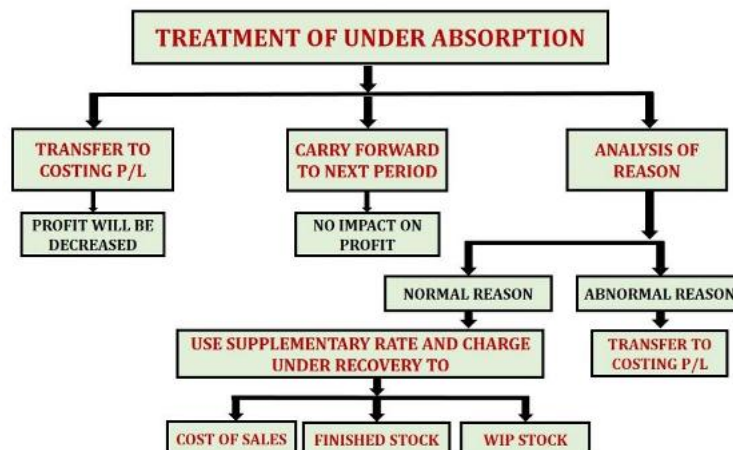 TREATMENT OF UNDER ABSORPTION
TRANSFER TO
COSTING P/L
CARRY FORWARD
TO NEXT PERIOD
ANALYSIS OF
REASON
PROFIT WILL BE
DECREASED
NO IMPACT ON
PROFIT
NORMAL REASON
ABNORMAL REASON
USE SUPPLEMENTARY RATE AND CHARGE
UNDER RECOVERY TO
TRANSFER TO
COSTING P/L
COST OF SALES
FINISHED STOCK
WIP STOCK